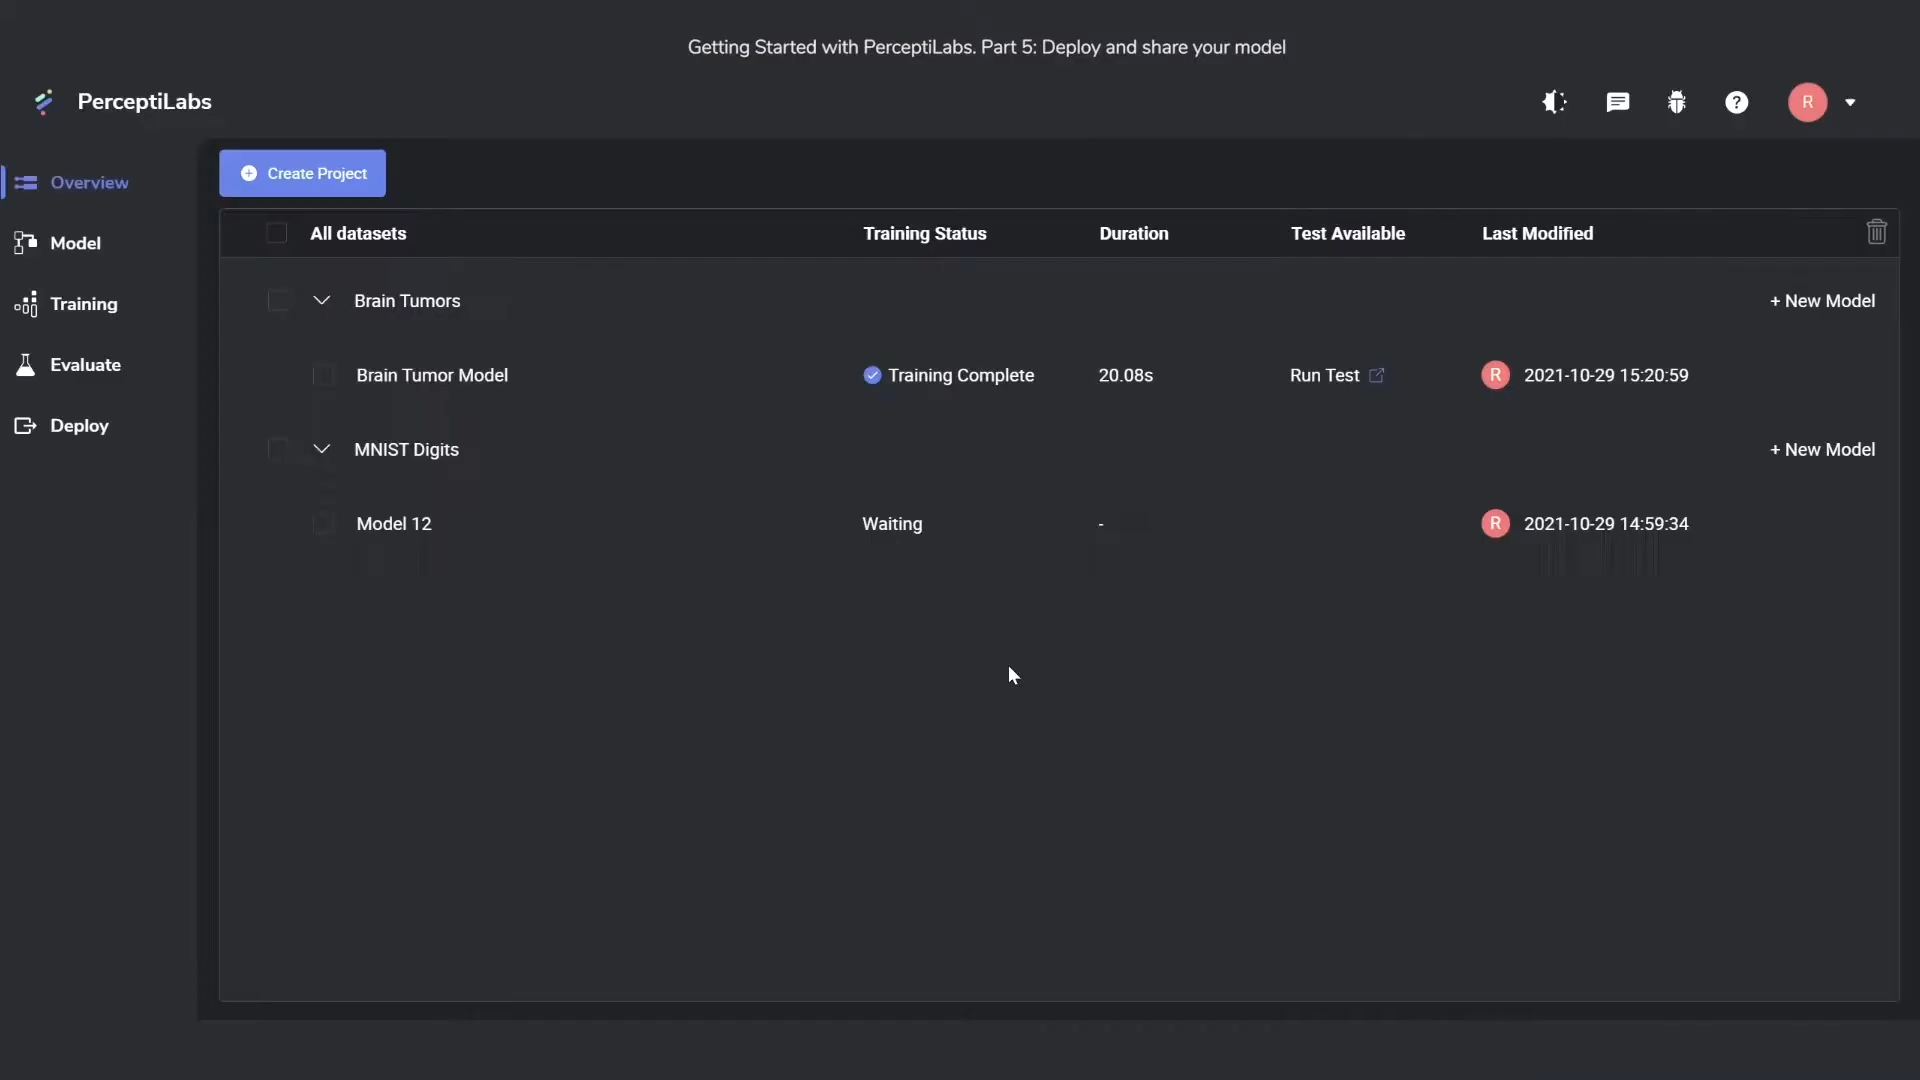 Getting Started with PerceptiLabs. Part 5: Deploy and share your model
PerceptiLabs
R
Overview
Model
Training
Evaluate
Deploy
Create Project
All datasets Training Status Duration Test Available Last Modified
Brain Tumors + New Model
Brain Tumor Model Training Complete 20.08s Run Test R 2021-10-29 15:20:59
MNIST Digits + New Model
Model 12 Waiting - R 2021-10-29 14:59:34